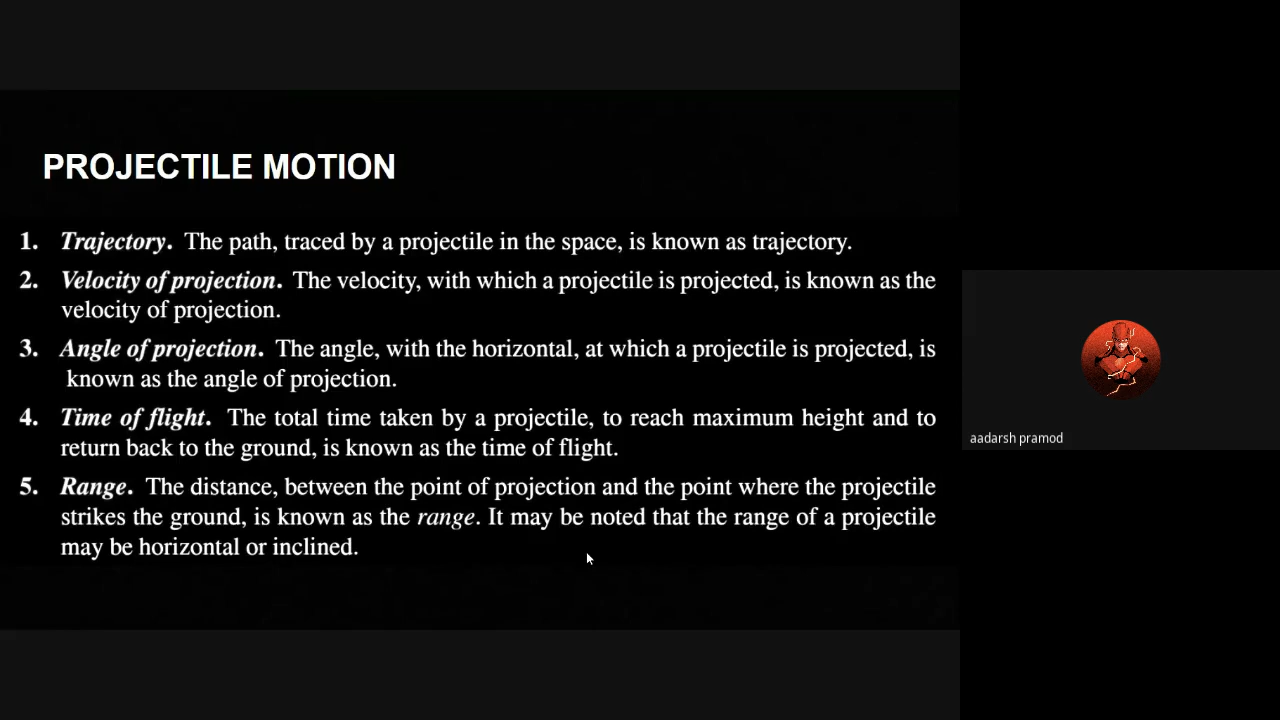 PROJECTILE MOTION
1. Trajectory. The path, traced by a projectile in the space, is known as trajectory.
2. Velocity of projection. The velocity, with which a projectile is projected, is known as the
velocity of projection.
3. Angle of projection. The angle, with the horizontal, at which a projectile is projected, is
known as the angle of projection.
4. Time of flight. The total time taken by a projectile, to reach maximum height and to
return back to the ground, is known as the time of flight.
5. Range. The distance, between the point of projection and the point where the projectile
strikes the ground, is known as the range. It may be noted that the range of a projectile
may be horizontal or inclined.
aadarsh pramod